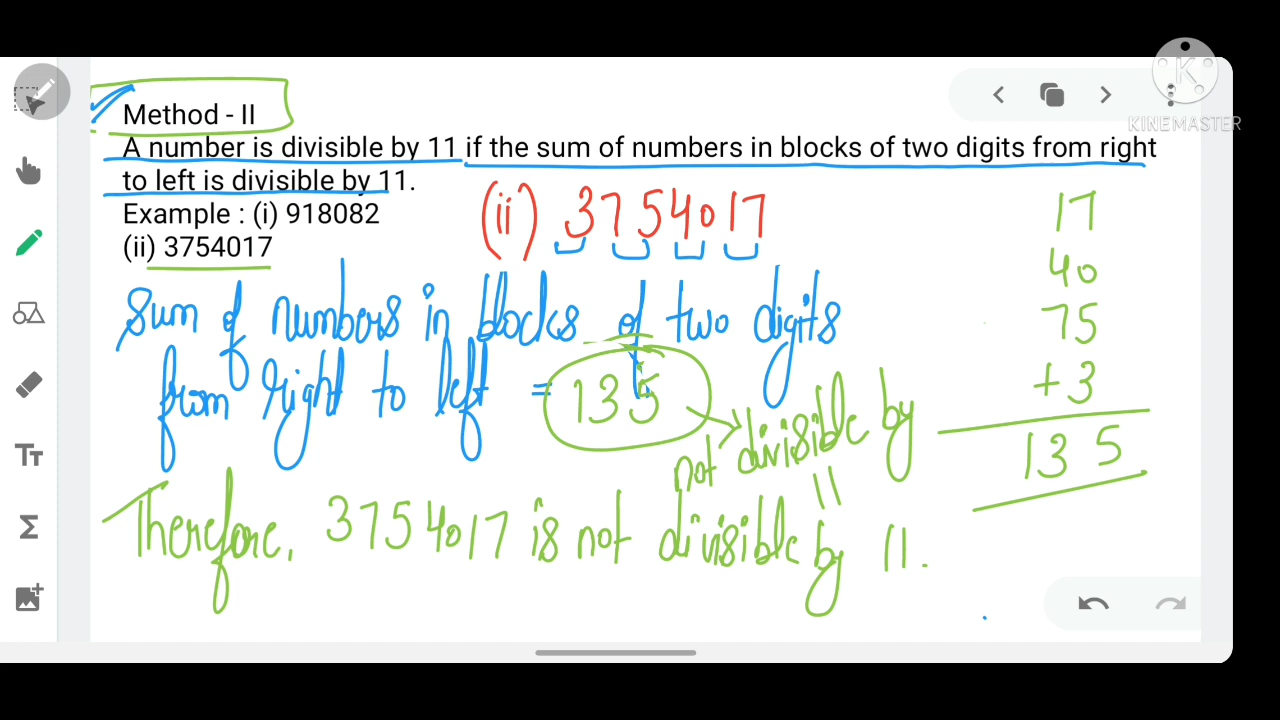 KINEMASTER
Method - II
A number is divisible by 11 if the sum of numbers in blocks of two digits from right
to left is divisible by 11.
Example : (i) 918082
(ii) 3754017
(ii) 3754017
Sum of numbers in blocks of two digits
from right to left = 135
not divisible by
11
17
40
75
+3
135
Therefore, 3754017 is not divisible by 11.